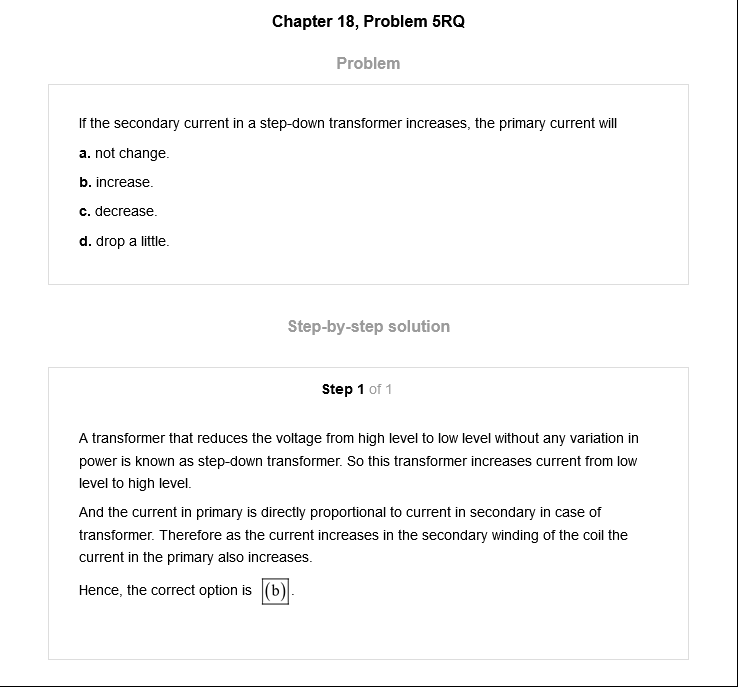 Chapter 18, Problem 5RQ
Problem
If the secondary current in a step-down transformer increases, the primary current will
a. not change.
b. increase.
c. decrease.
d. drop a little.
Step-by-step solution
Step 1 of 1
A transformer that reduces the voltage from high level to low level without any variation in
power is known as step-down transformer. So this transformer increases current from low
level to high level.
And the current in primary is directly proportional to current in secondary in case of
transformer. Therefore as the current increases in the secondary winding of the coil the
current in the primary also increases.
Hence, the correct option is (b).